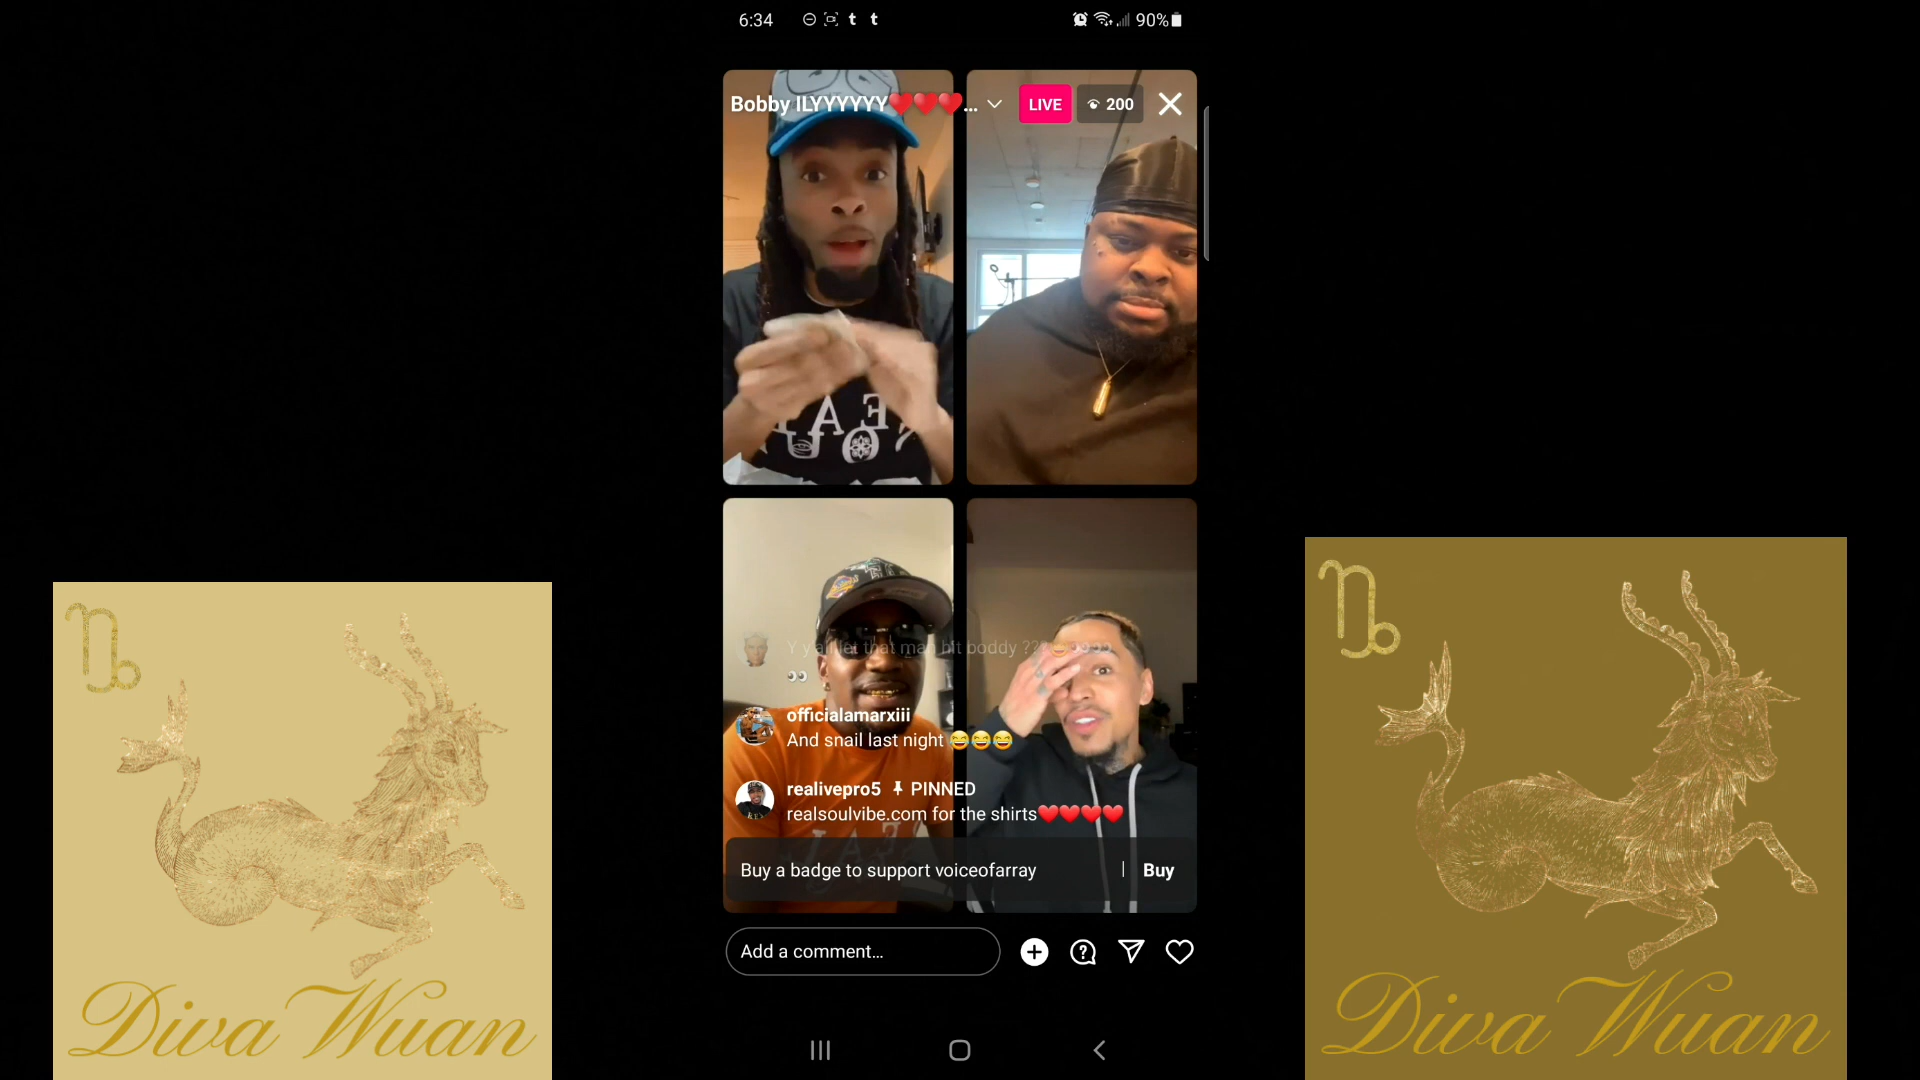 6:34
90%
Bobby ILYYYYYY❤️❤️❤️...
LIVE
200
officialamarxiii
And snail last night 😂😂😂
realivepro5 PINNED
realsoulvibe.com for the shirts❤️❤️❤️❤️
Buy a badge to support voiceofarray
Buy
Add a comment...
Diva Wuan
Diva Wuan